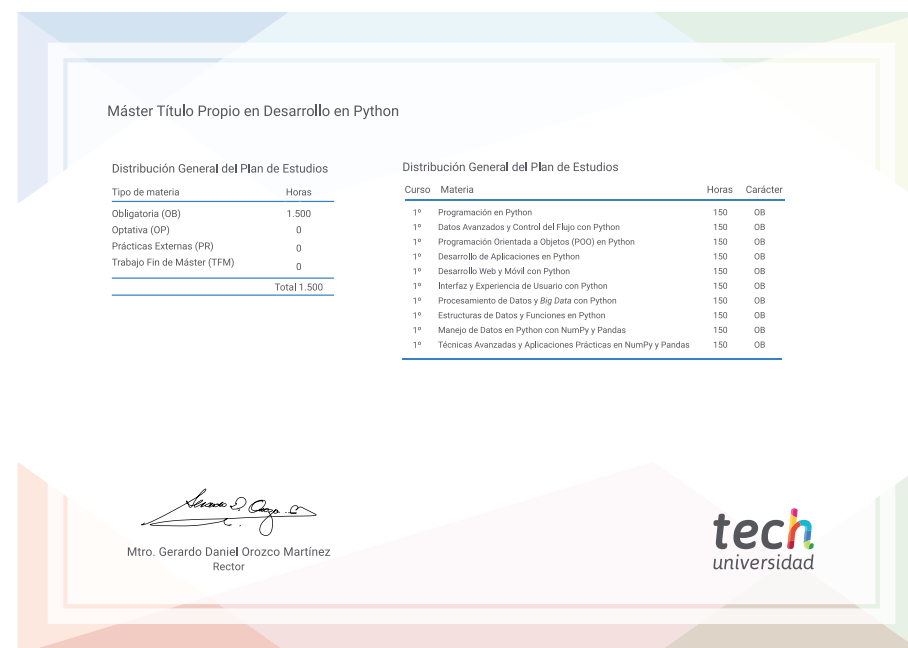 Máster Título Propio en Desarrollo en Python
Distribución General del Plan de Estudios
Tipo de materia Horas
Obligatoria (OB) 1.500
Optativa (OP) 0
Prácticas Externas (PR) 0
Trabajo Fin de Máster (TFM) 0
Total 1.500
Distribución General del Plan de Estudios
Curso Materia Horas Carácter
1º Programación en Python 150 OB
1º Datos Avanzados y Control del Flujo con Python 150 OB
1º Programación Orientada a Objetos (POO) en Python 150 OB
1º Desarrollo de Aplicaciones en Python 150 OB
1º Desarrollo Web y Móvil con Python 150 OB
1º Interfaz y Experiencia de Usuario con Python 150 OB
1º Procesamiento de Datos y Big Data con Python 150 OB
1º Estructuras de Datos y Funciones en Python 150 OB
1º Manejo de Datos en Python con NumPy y Pandas 150 OB
1º Técnicas Avanzadas y Aplicaciones Prácticas en NumPy y Pandas 150 OB
Mtro. Gerardo Daniel Orozco Martínez
Rector
tech
universidad